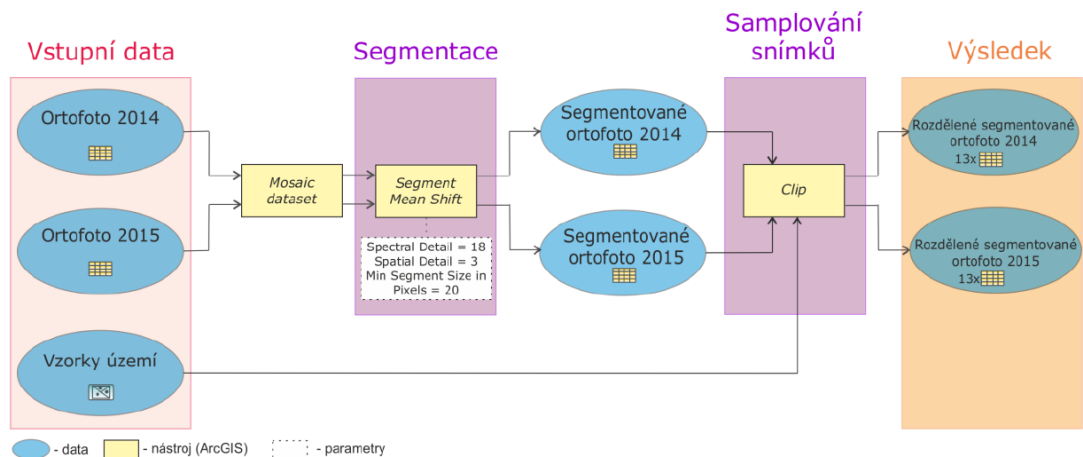 Vstupní data
Segmentace
Samplování
snímků
Výsledek
Ortofoto 2014
Ortofoto 2015
Vzorky území
Mosaic
dataset
Segment
Mean Shift
Spectral Detail = 18
Spatial Detail = 3
Min Segment Size in
Pixels = 20
Segmentované
ortofoto 2014
Segmentované
ortofoto 2015
Clip
Rozdělené segmentované
ortofoto 2014
13x
Rozdělené segmentované
ortofoto 2015
13x
- data
- nástroj (ArcGIS)
- parametry